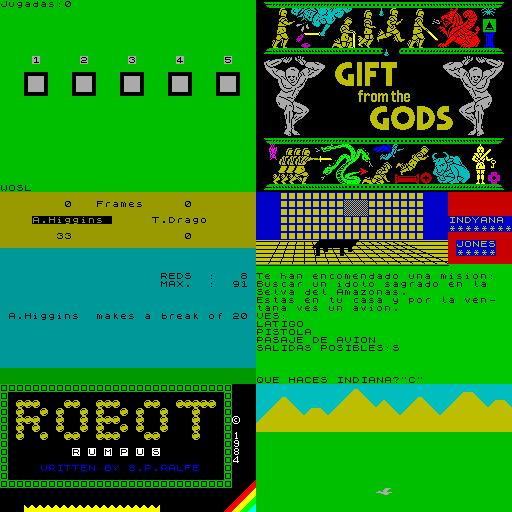 Jugadas:0
1 2 3 4 5
WOSL
GIFT
from the
GODS
0 Frames 0
A.Higgins T.Drago
33 0
REDS : 8
MAX. : 91
A.Higgins makes a break of 20
INDYANA
*******
JONES
*****
Te han encomendado una mision:
Buscar un idolo sagrado en la
Selva del Amazonas.
Estas en tu casa y por la ven-
tana ves un avion.
VES:
LATIGO
PISTOLA
PASAJE DE AVION
SALIDAS POSIBLES:S
QUE HACES INDIANA?"C"
ROBOT
RUMPUS
WRITTEN BY S.P.RALFE
© 1984